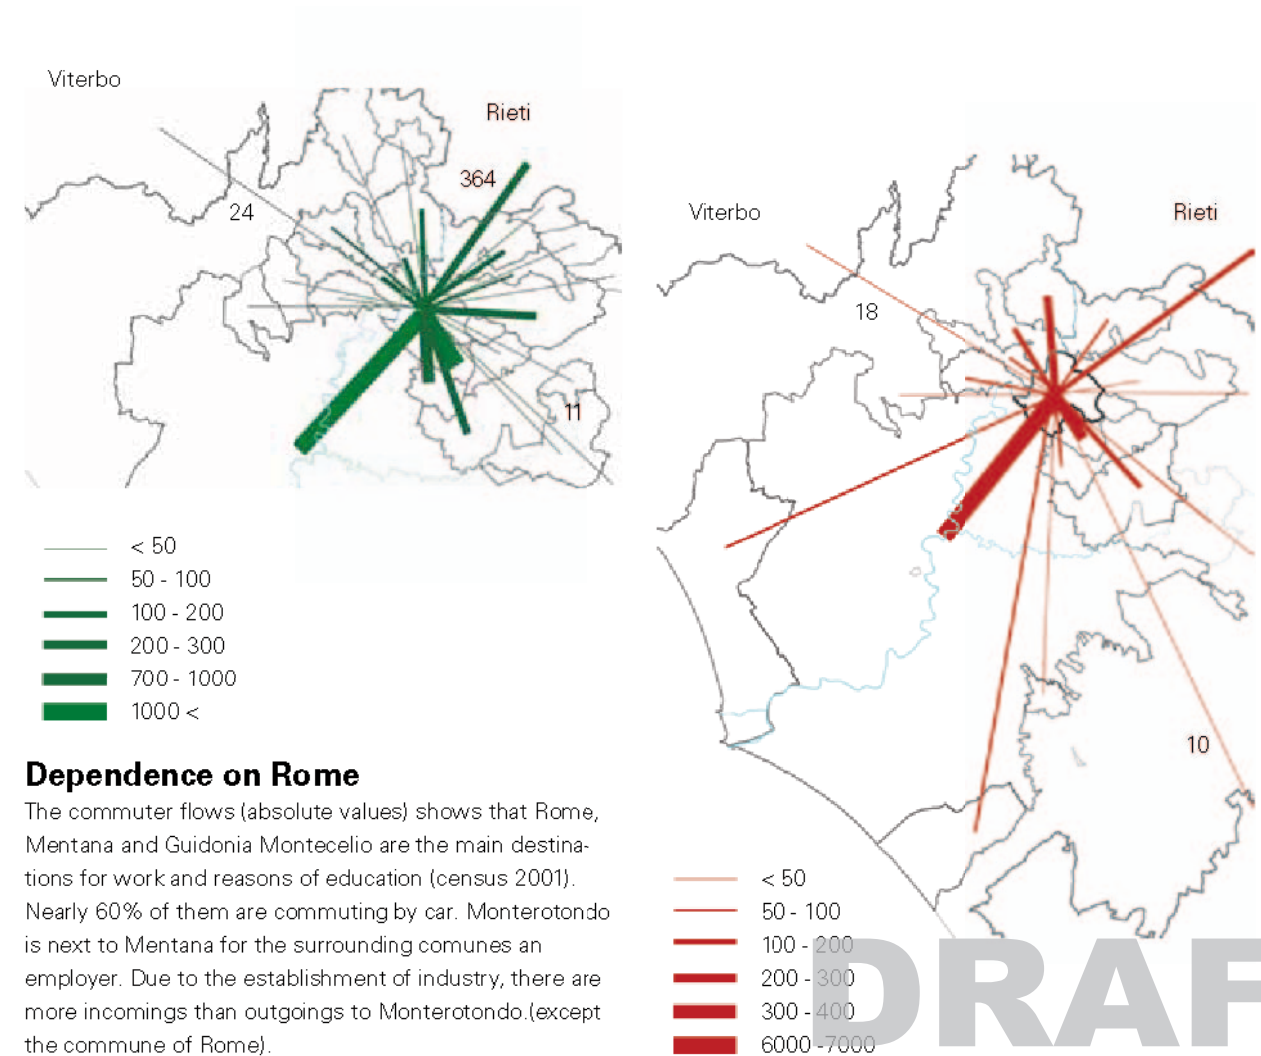 Viterbo
Rieti
364
24
11
< 50
50 - 100
100 - 200
200 - 300
700 - 1000
1000 <
Dependence on Rome
The commuter flows (absolute values) shows that Rome,
Mentana and Guidonia Montecelio are the main destina-
tions for work and reasons of education (census 2001).
Nearly 60% of them are commuting by car. Monterotondo
is next to Mentana for the surrounding comunes an
employer. Due to the establishment of industry, there are
more incomings than outgoings to Monterotondo.(except
the commune of Rome).
Viterbo
Rieti
18
10
< 50
50 - 100
100 - 200
200 - 300
300 - 400
6000 -7000
DRAF